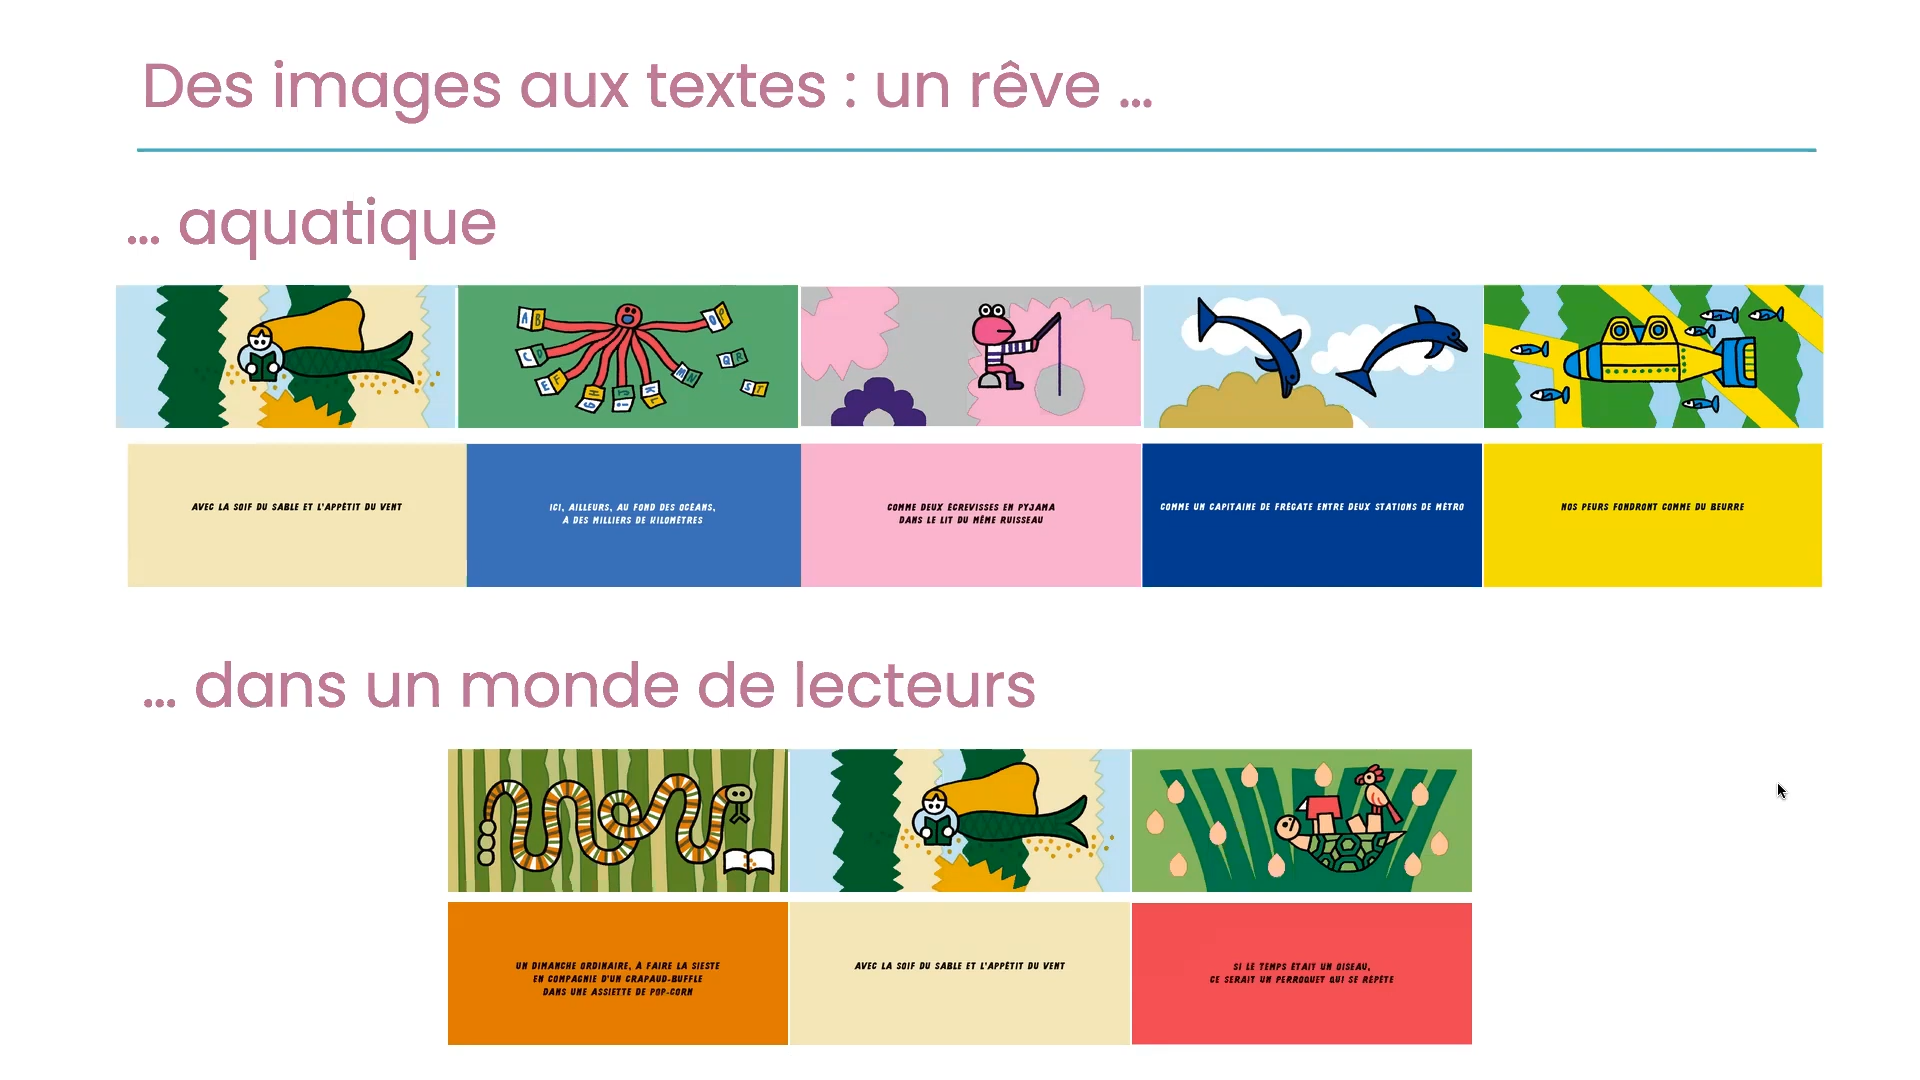 Des images aux textes : un rêve ...
... aquatique
A B
C D
E F
G H
I J
K L
M N
O P
Q R
S T
AVEC LA SOIF DU SABLE ET L'APPÉTIT DU VENT
ICI, AILLEURS, AU FOND DES OCÉANS,
À DES MILLIERS DE KILOMÈTRES
COMME DEUX ÉCREVISSES EN PYJAMA
DANS LE LIT DU MÊME RUISSEAU
COMME UN CAPITAINE DE FRÉGATE ENTRE DEUX STATIONS DE MÉTRO
NOS PEURS FONDRONT COMME DU BEURRE
... dans un monde de lecteurs
UN DIMANCHE ORDINAIRE, À FAIRE LA SIESTE
EN COMPAGNIE D'UN CRAPAUD-BUFFLE
DANS UNE ASSIETTE DE POP-CORN
AVEC LA SOIF DU SABLE ET L'APPÉTIT DU VENT
SI LE TEMPS ÉTAIT UN OISEAU,
CE SERAIT UN PERROQUET QUI SE RÉPÈTE